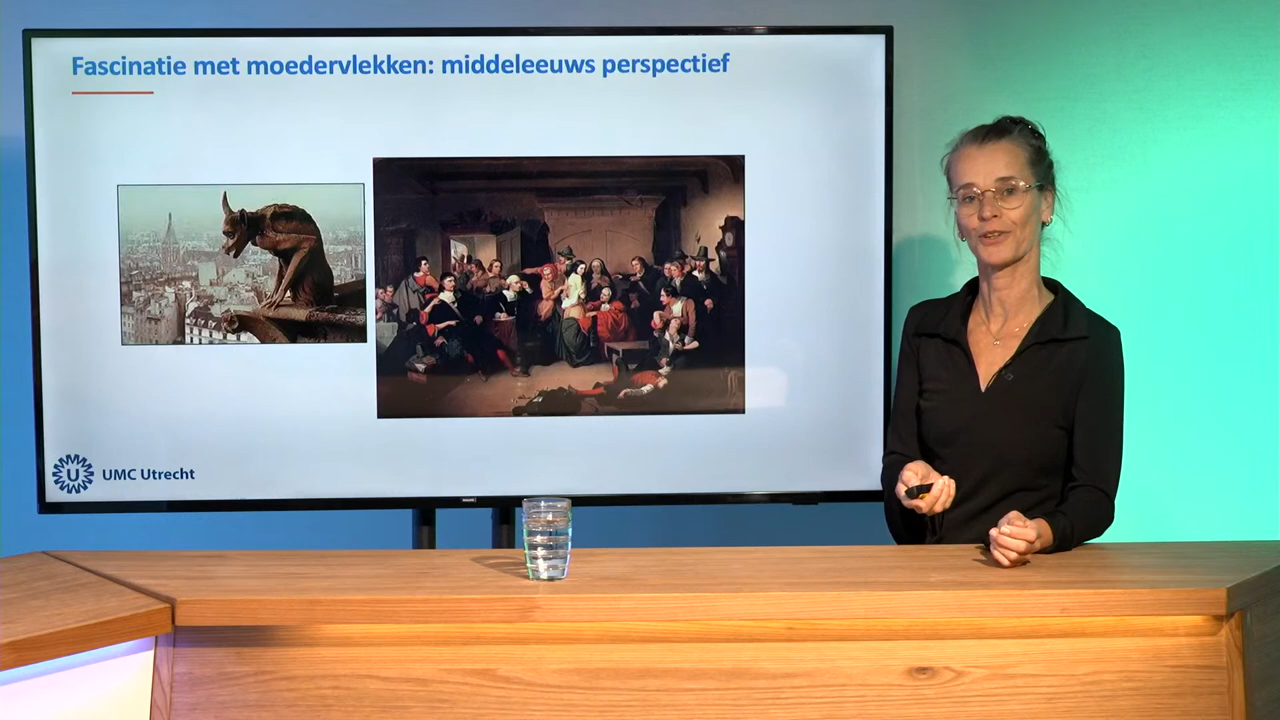 Fascinatie met moedervlekken: middeleeuws perspectief
U
UMC Utrecht